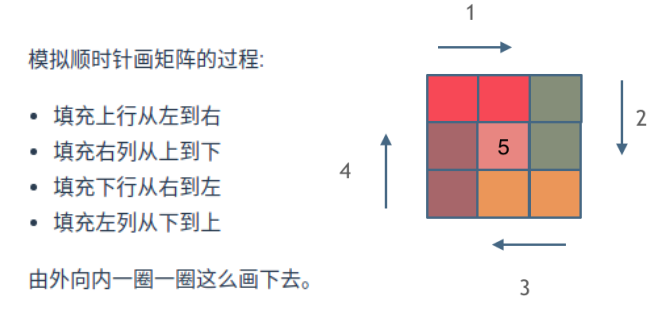 模拟顺时针画矩阵的过程:
• 填充上行从左到右
• 填充右列从上到下
• 填充下行从右到左
• 填充左列从下到上
由外向内一圈一圈这么画下去。
1
2
5
4
3